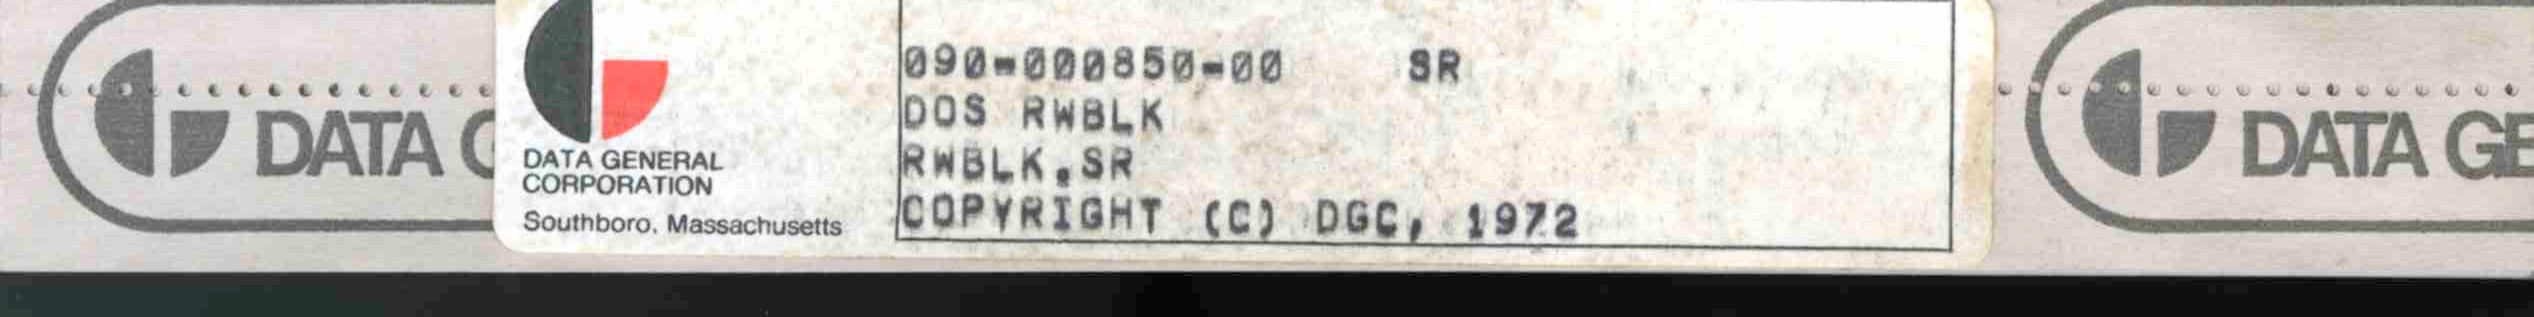 DATA G
DATA GENERAL
CORPORATION
Southboro, Massachusetts
090-000850-00 SR
DOS RWBLK
RWBLK.SR
COPYRIGHT (C) DGC, 1972
DATA GE